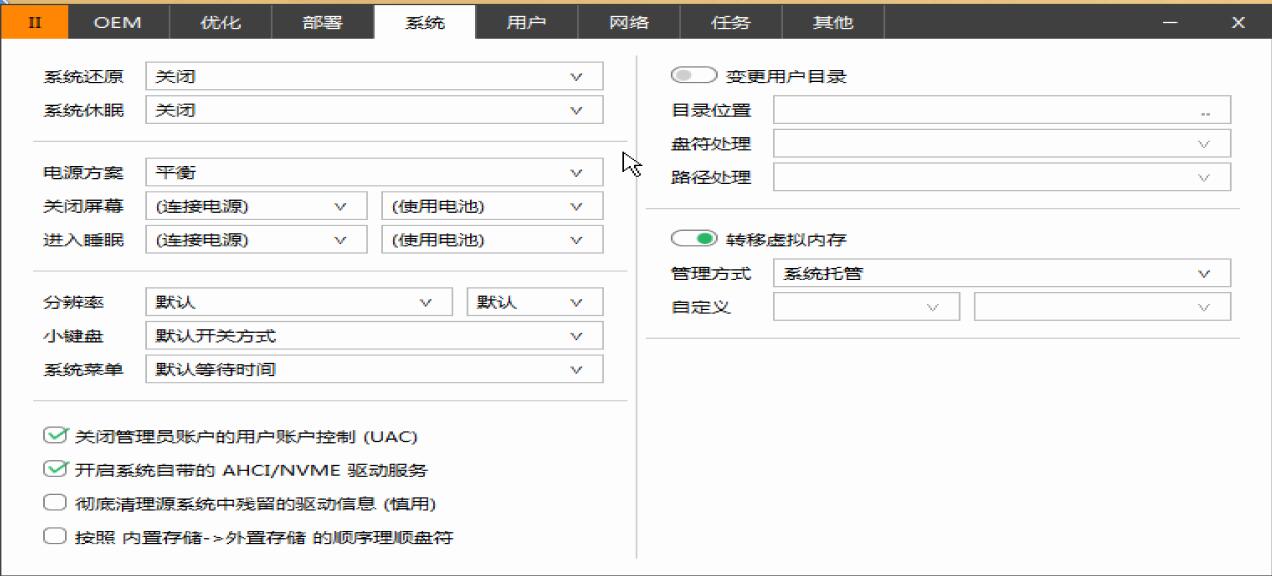 II OEM 优化 部署 系统 用户 网络 任务 其他
系统还原 关闭
系统休眠 关闭
电源方案 平衡
关闭屏幕 (连接电源) (使用电池)
进入睡眠 (连接电源) (使用电池)
分辨率 默认 默认
小键盘 默认开关方式
系统菜单 默认等待时间
关闭管理员账户的用户账户控制 (UAC)
开启系统自带的 AHCI/NVME 驱动服务
彻底清理源系统中残留的驱动信息 (慎用)
按照 内置存储->外置存储 的顺序理顺盘符
变更用户目录
目录位置 ..
盘符处理
路径处理
转移虚拟内存
管理方式 系统托管
自定义